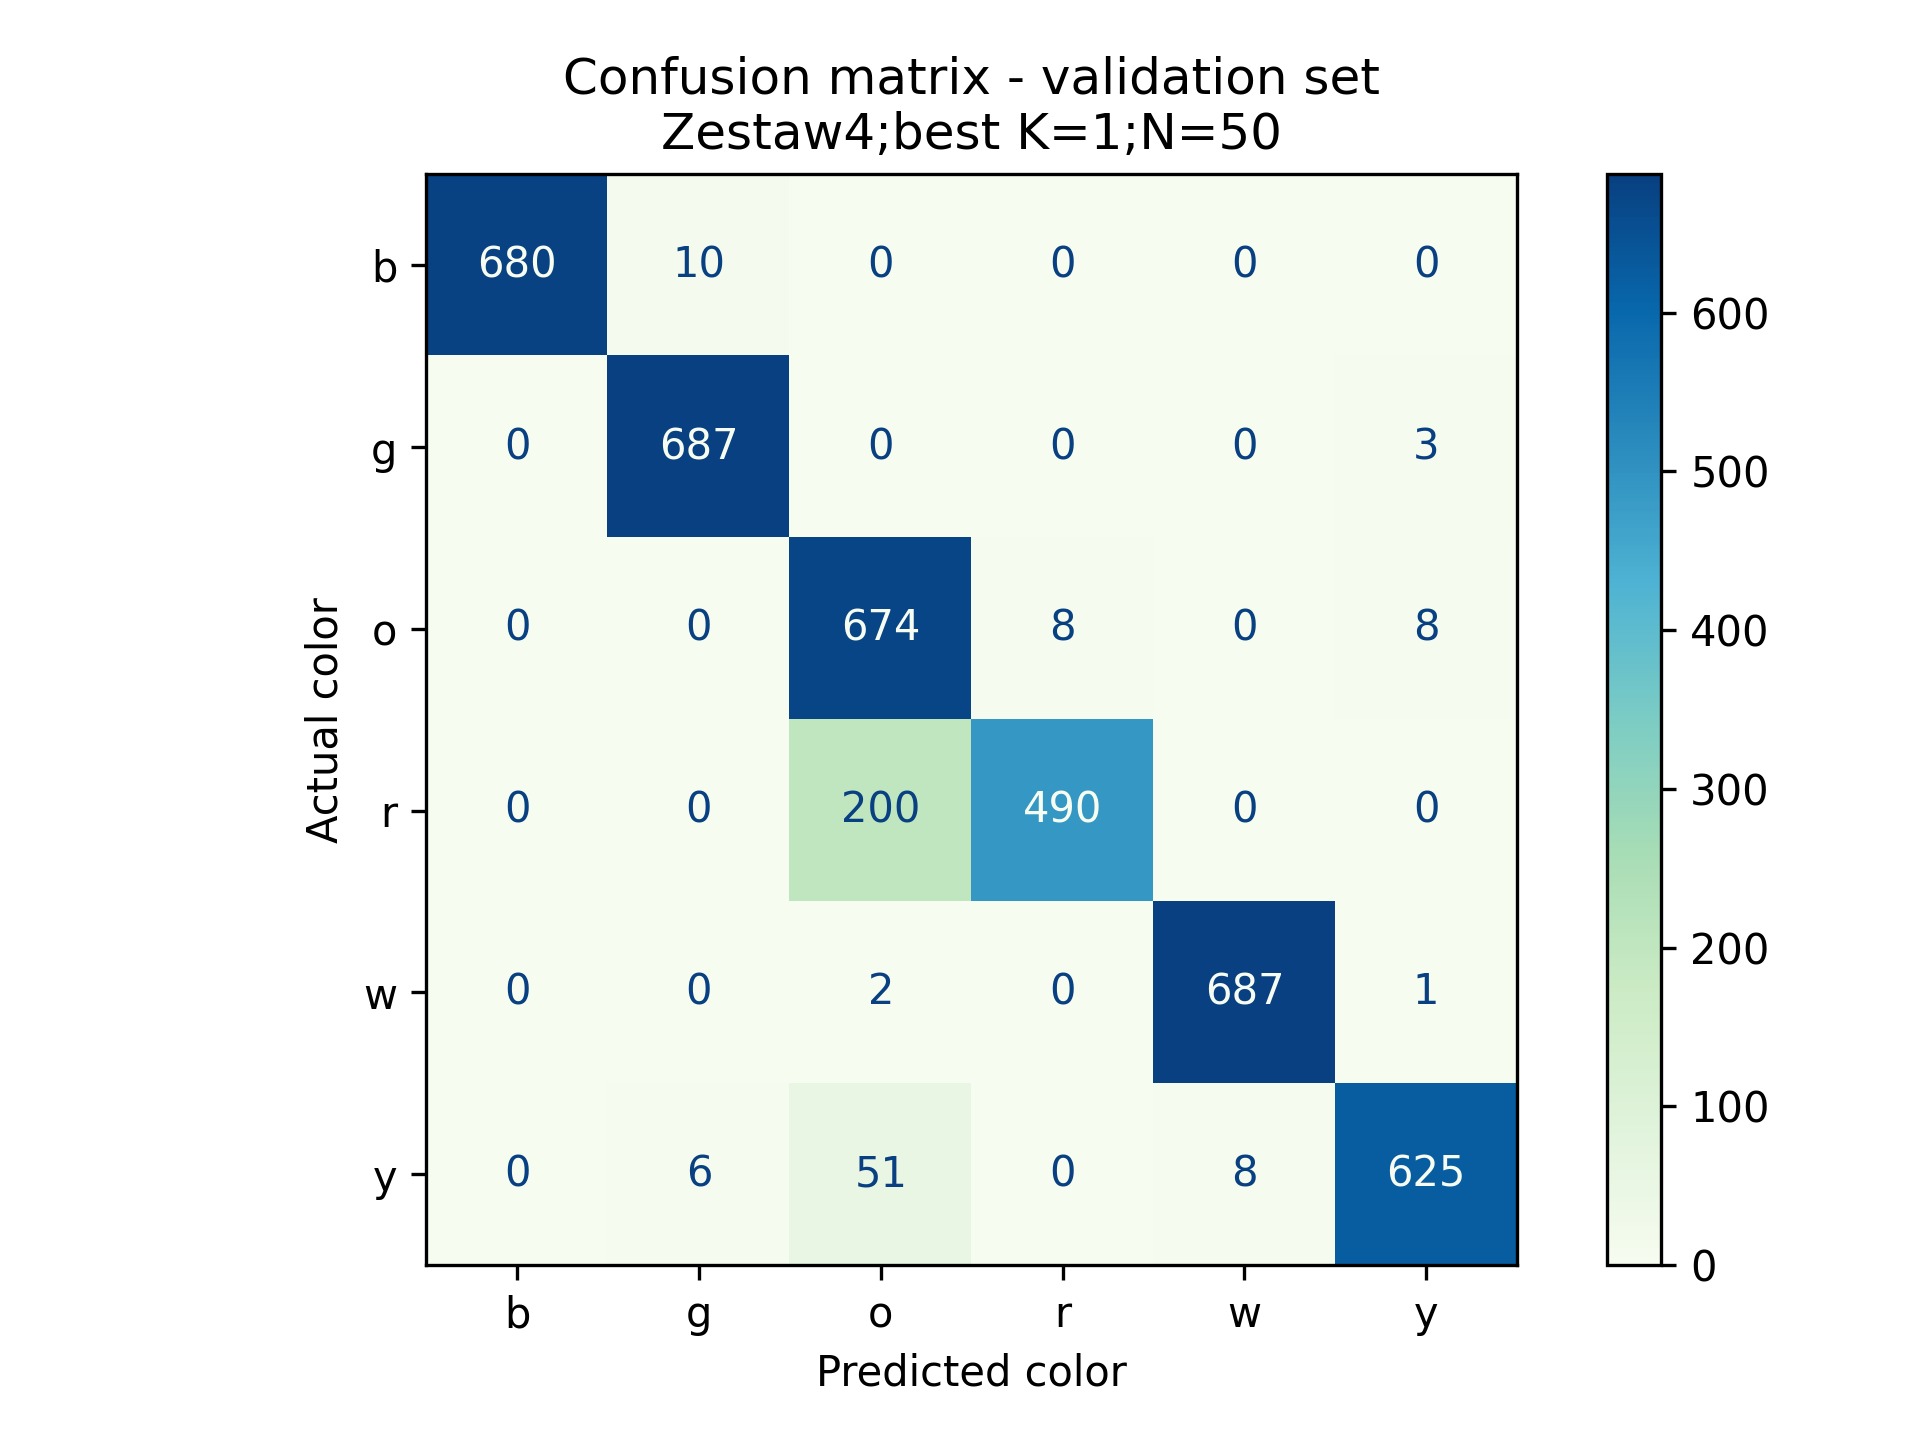 Confusion matrix - validation set
Zestaw4;best K=1;N=50
b 680 10 0 0 0 0
g 0 687 0 0 0 3
o 0 0 674 8 0 8
r 0 0 200 490 0 0
w 0 0 2 0 687 1
y 0 6 51 0 8 625
b g o r w y
Predicted color
Actual color
600
500
400
300
200
100
0